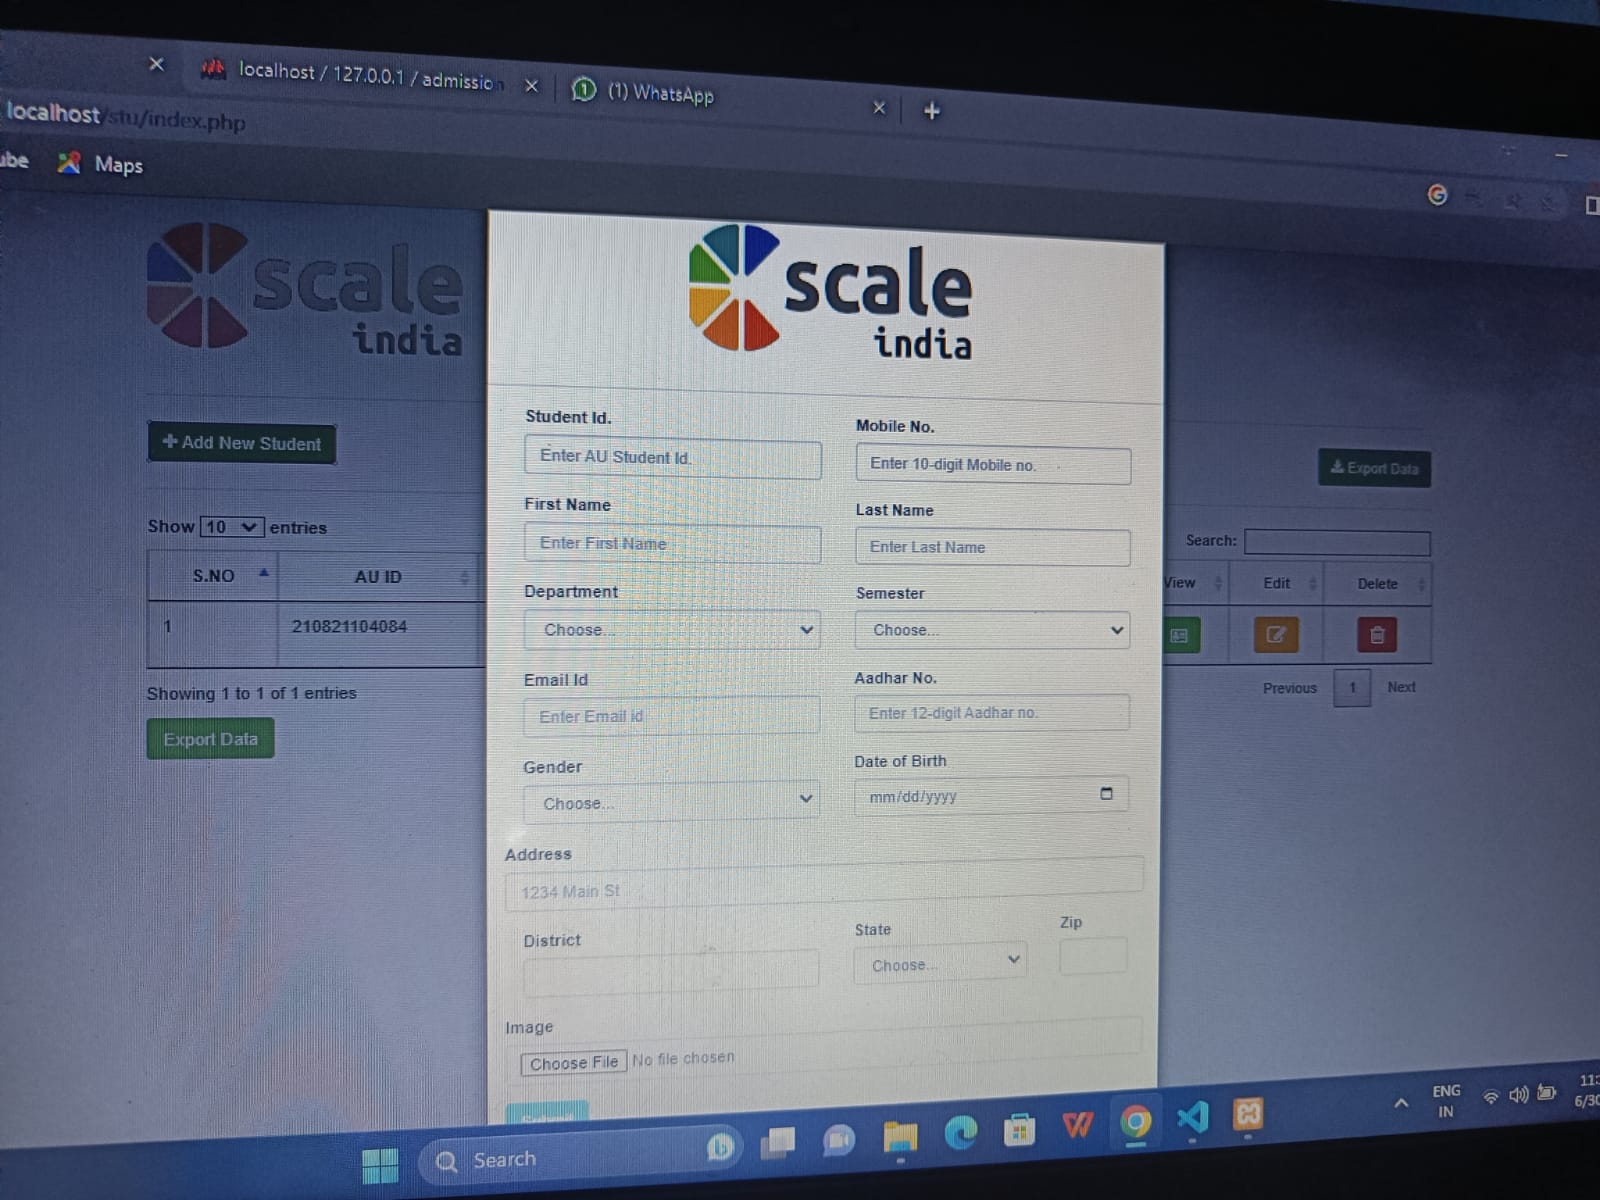 localhost / 127.0.0.1 / admission
(1) WhatsApp
localhost/stu/index.php
ube
Maps
scale
india
scale
india
Add New Student
Export Data
Show 10 entries
Search:
S.NO
AU ID
View
Edit
Delete
1
210821104084
Showing 1 to 1 of 1 entries
Previous
1
Next
Export Data
Student Id.
Mobile No.
Enter AU Student Id.
Enter 10-digit Mobile no.
First Name
Last Name
Enter First Name
Enter Last Name
Department
Semester
Choose...
Choose...
Email Id
Aadhar No.
Enter Email id
Enter 12-digit Aadhar no.
Gender
Date of Birth
Choose...
mm/dd/yyyy
Address
1234 Main St
District
State
Zip
Choose...
Image
Choose File No file chosen
Submit
Search
ENG
IN
11:
6/30